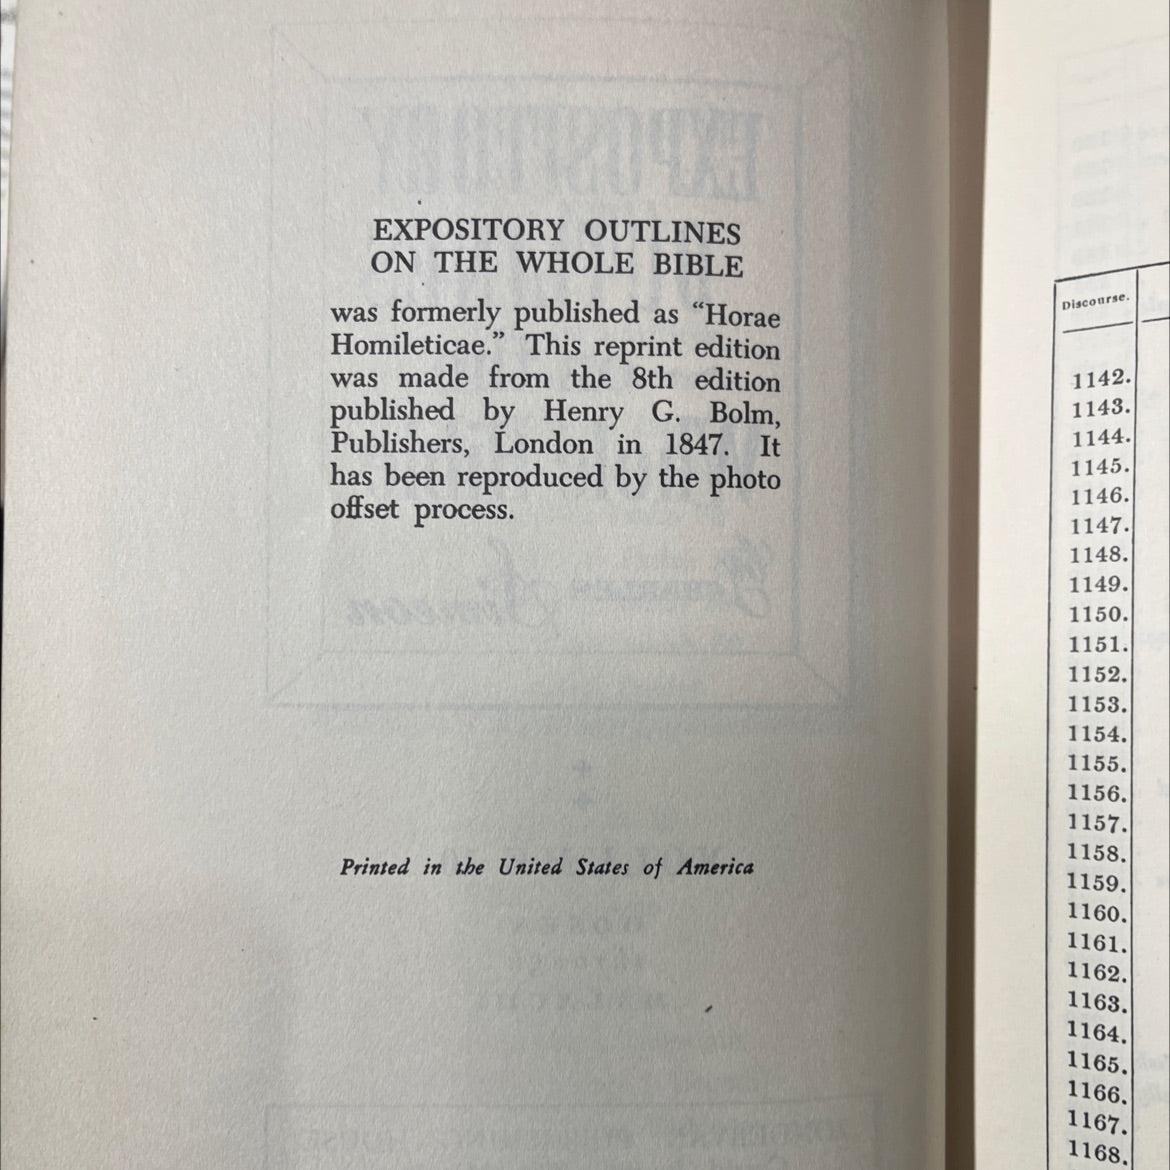 EXPOSITORY OUTLINES
ON THE WHOLE BIBLE
was formerly published as “Horae
Homileticae.” This reprint edition
was made from the 8th edition
published by Henry G. Bolm,
Publishers, London in 1847. It
has been reproduced by the photo
offset process.
Printed in the United States of America
Discourse.
1142.
1143.
1144.
1145.
1146.
1147.
1148.
1149.
1150.
1151.
1152.
1153.
1154.
1155.
1156.
1157.
1158.
1159.
1160.
1161.
1162.
1163.
1164.
1165.
1166.
1167.
1168.